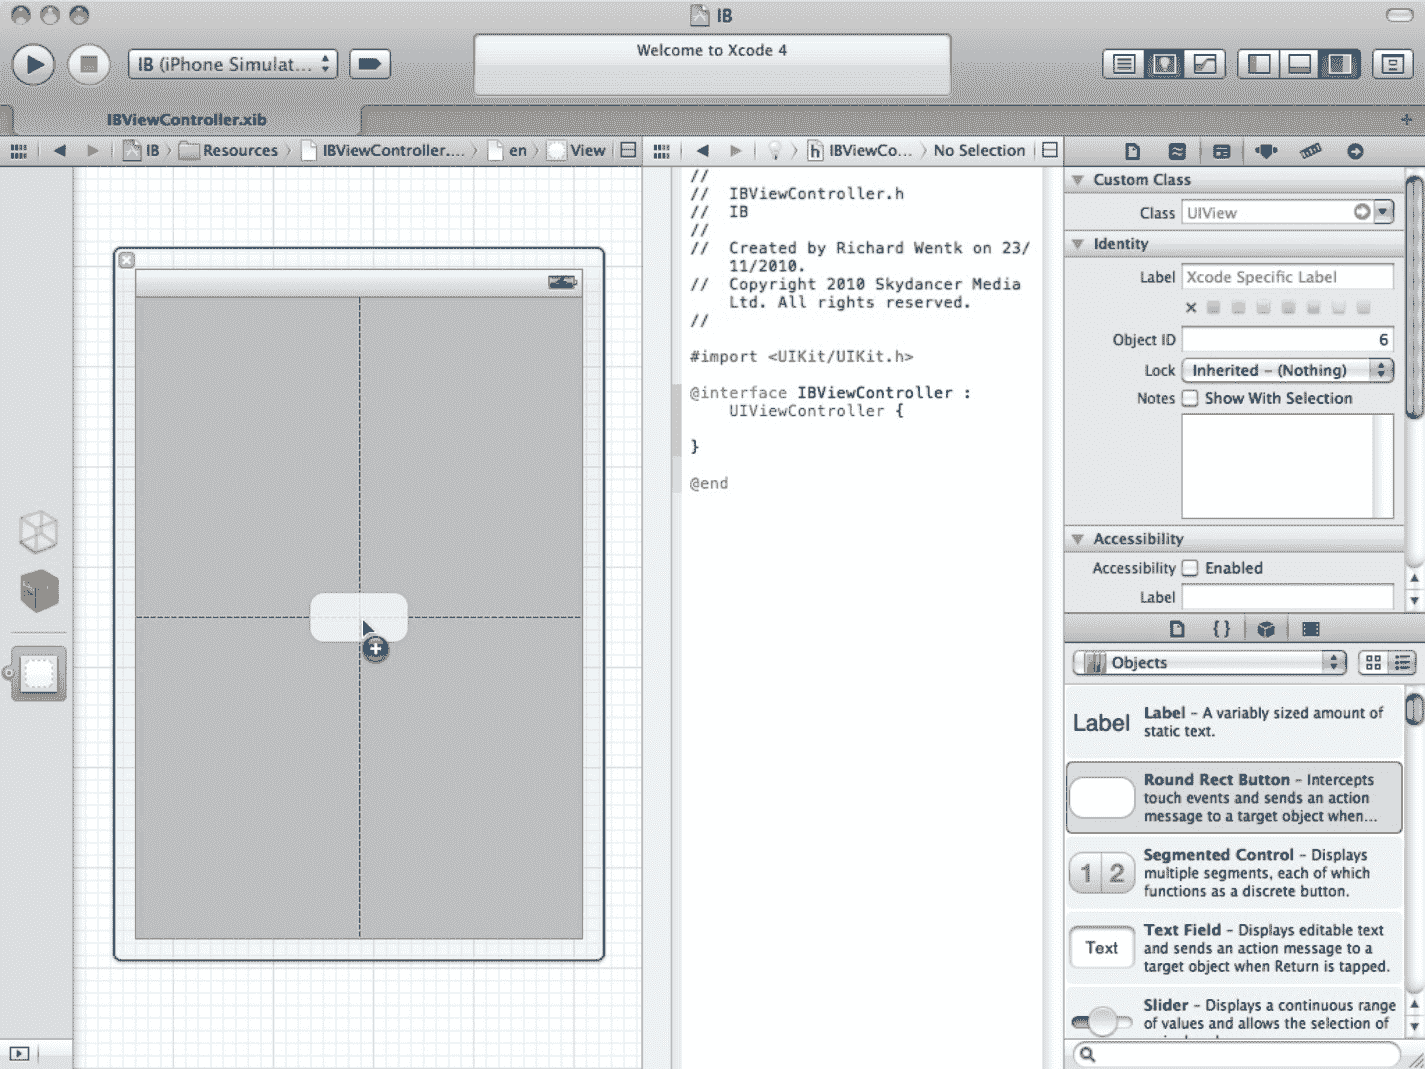 IB
IB (iPhone Simulat...
Welcome to Xcode 4
IBViewController.xib
IB
Resources
IBViewController....
en
View
h
IBViewCo...
No Selection
//
// IBViewController.h
// IB
//
// Created by Richard Wentk on 23/
11/2010.
// Copyright 2010 Skydancer Media
Ltd. All rights reserved.
//
#import <UIKit/UIKit.h>
@interface IBViewController :
UIViewController {
}
@end
Custom Class
Class UIView
Identity
Label Xcode Specific Label
Object ID 6
Lock Inherited – (Nothing)
Notes Show With Selection
Accessibility
Accessibility Enabled
Label
{ }
Objects
Label
Label – A variably sized amount of
static text.
Round Rect Button – Intercepts
touch events and sends an action
message to a target object when...
1 2
Segmented Control – Displays
multiple segments, each of which
functions as a discrete button.
Text
Text Field – Displays editable text
and sends an action message to a
target object when Return is tapped.
Slider – Displays a continuous range
of values and allows the selection of